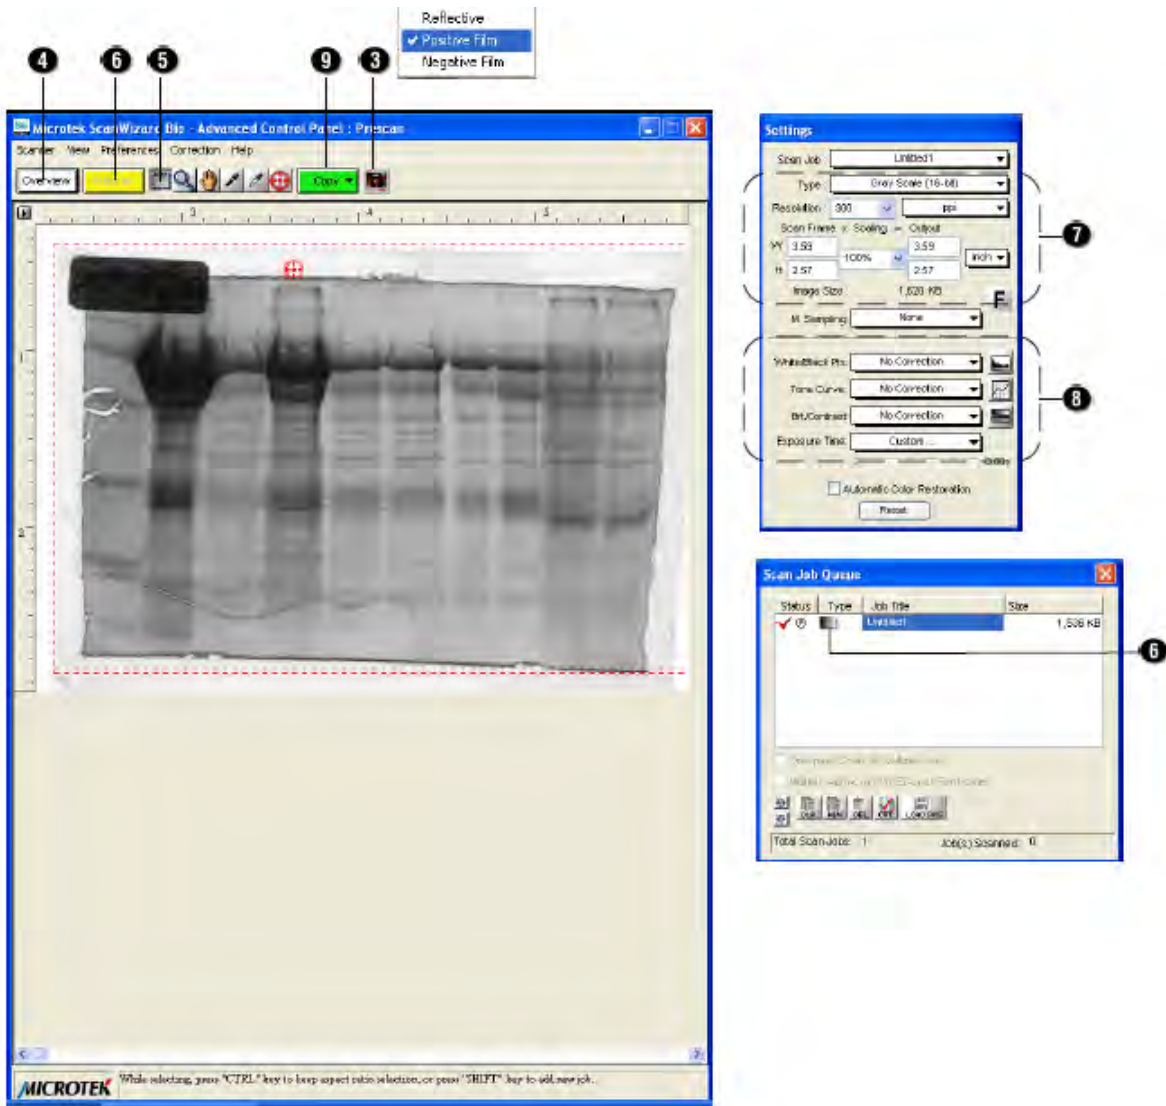 Reflective
Positive Film
Negative Film
4
6
5
9
3
Microtek ScanWizard Bio - Advanced Control Panel : Prescan
Scanner View Preferences Correction Help
Overview
Copy
3
4
5
1
2
MICROTEK
While selecting, press "CTRL" key to keep aspect ratio selection, or press "SHIFT" key to add new job.
Settings
Scan Job
Untitled1
Type
Gray Scale (16-bit)
Resolution
300
ppi
Scan Frame x Scaling = Output
W
3.59
100%
3.59
inch
H
2.57
2.57
Image Size
KB
F
7
M. Sampling
None
White/Black Pts.
No Correction
Tone Curve:
No Correction
Brt./Contrast
No Correction
Exposure Time:
Custom ...
8
Automatic Color Restoration
Reset
Scan Job Queue
Status Type Job Title Size
Untitled1
KB
6
Total Scan Jobs: 1 Job(s) Scanned: 0